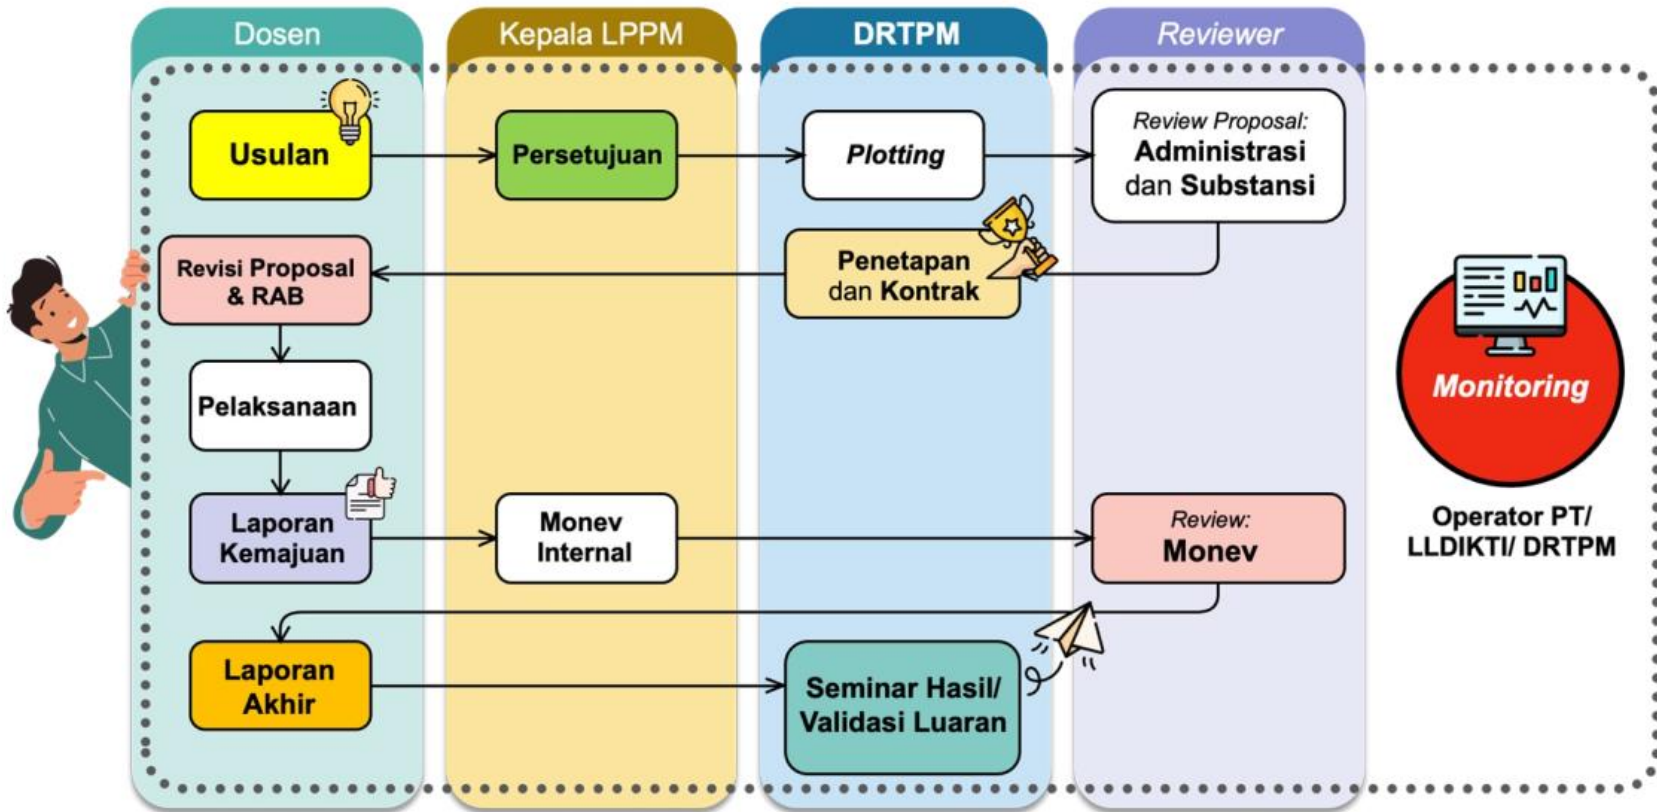 Dosen
Kepala LPPM
DRTPM
Reviewer
Usulan
Persetujuan
Plotting
Review Proposal:
Administrasi
dan Substansi
Revisi Proposal
& RAB
Penetapan
dan Kontrak
Pelaksanaan
Laporan
Kemajuan
Monev
Internal
Review:
Monev
Laporan
Akhir
Seminar Hasil/
Validasi Luaran
Monitoring
Operator PT/
LLDIKTI/ DRTPM